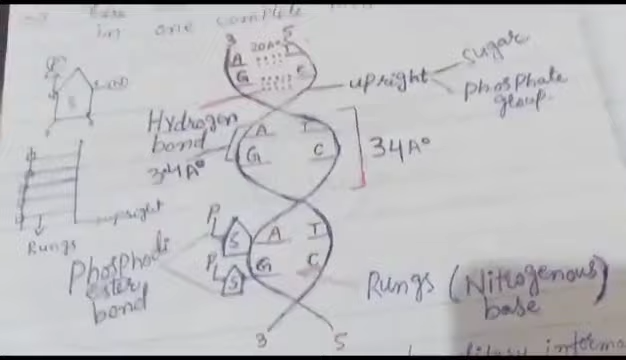 in one complete
3 5
20A°
A T
G C
upright
sugar
phosphate
group.
Hydrogen
bond
3.4A°
A T
G C
34A°
upright
Rungs
Phosphodi
ester
bond
P
S
P
S
A T
G C
Rungs (Nitrogenous)
base
3 5